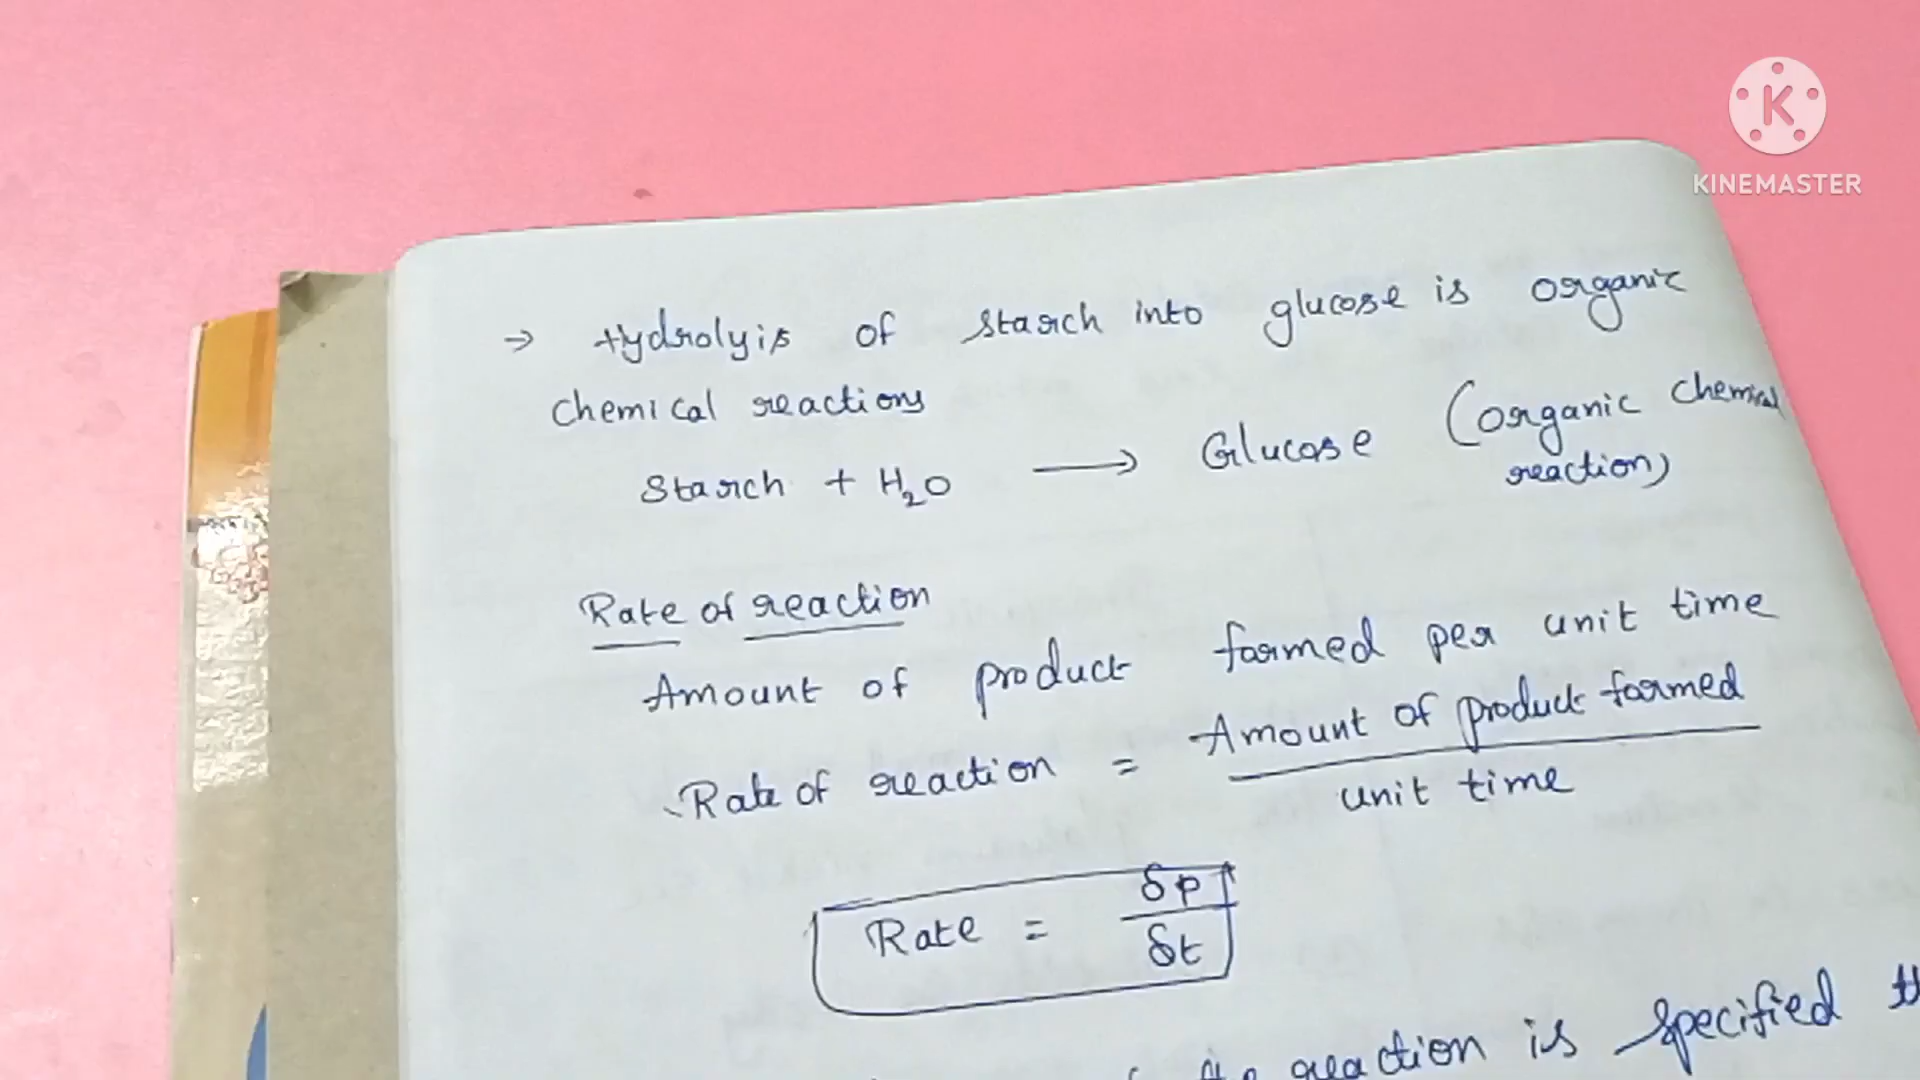 K
KINEMASTER
→ Hydrolyis of starch into glucose is organic
chemical reactions
Starch + H₂O ⟶ Glucose (organic chemical
reaction)
Rate of reaction
Amount of product formed per unit time
Rate of reaction = Amount of product formed
unit time
Rate = δp
δt
reaction is specified